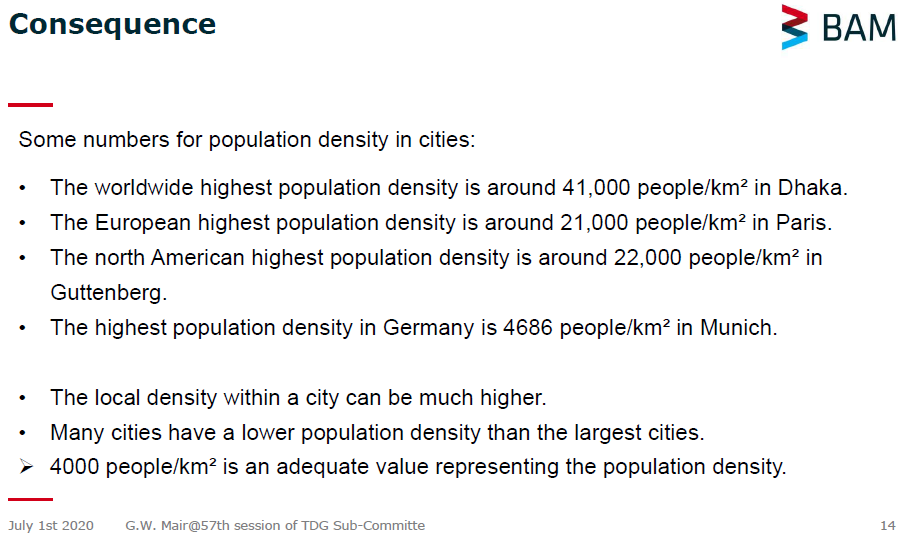 Consequence
BAM
Some numbers for population density in cities:
• The worldwide highest population density is around 41,000 people/km² in Dhaka.
• The European highest population density is around 21,000 people/km² in Paris.
• The north American highest population density is around 22,000 people/km² in
Guttenberg.
• The highest population density in Germany is 4686 people/km² in Munich.
• The local density within a city can be much higher.
• Many cities have a lower population density than the largest cities.
➢ 4000 people/km² is an adequate value representing the population density.
July 1st 2020 G.W. Mair@57th session of TDG Sub-Committe 14